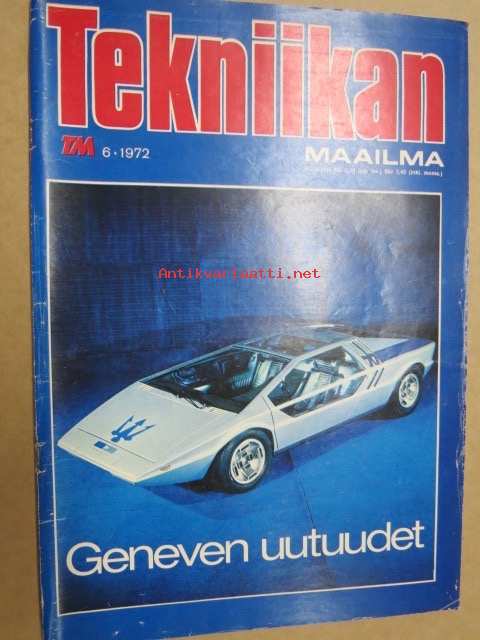 Tekniikan
TM 6 • 1972
MAAILMA
Antikvariaatti.net
Geneven uutuudet